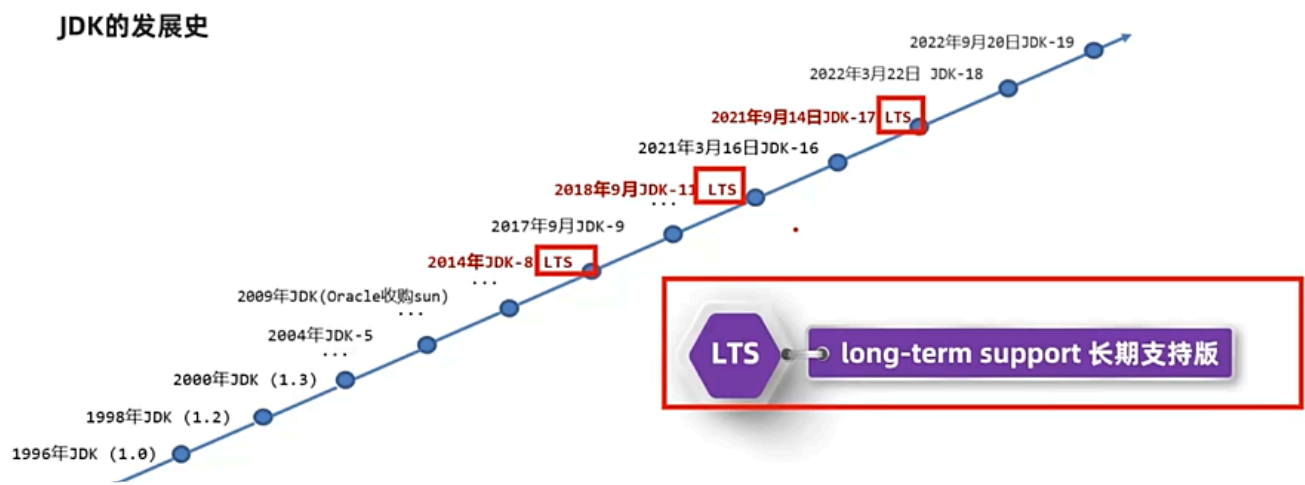 JDK的发展史
2022年9月20日JDK-19
2022年3月22日 JDK-18
2021年9月14日JDK-17 LTS
2021年3月16日JDK-16
2018年9月JDK-11 LTS
...
2017年9月JDK-9
2014年JDK-8 LTS
...
2009年JDK(Oracle收购sun)
...
2004年JDK-5
...
2000年JDK (1.3)
1998年JDK (1.2)
1996年JDK (1.0)
LTS
long-term support 长期支持版